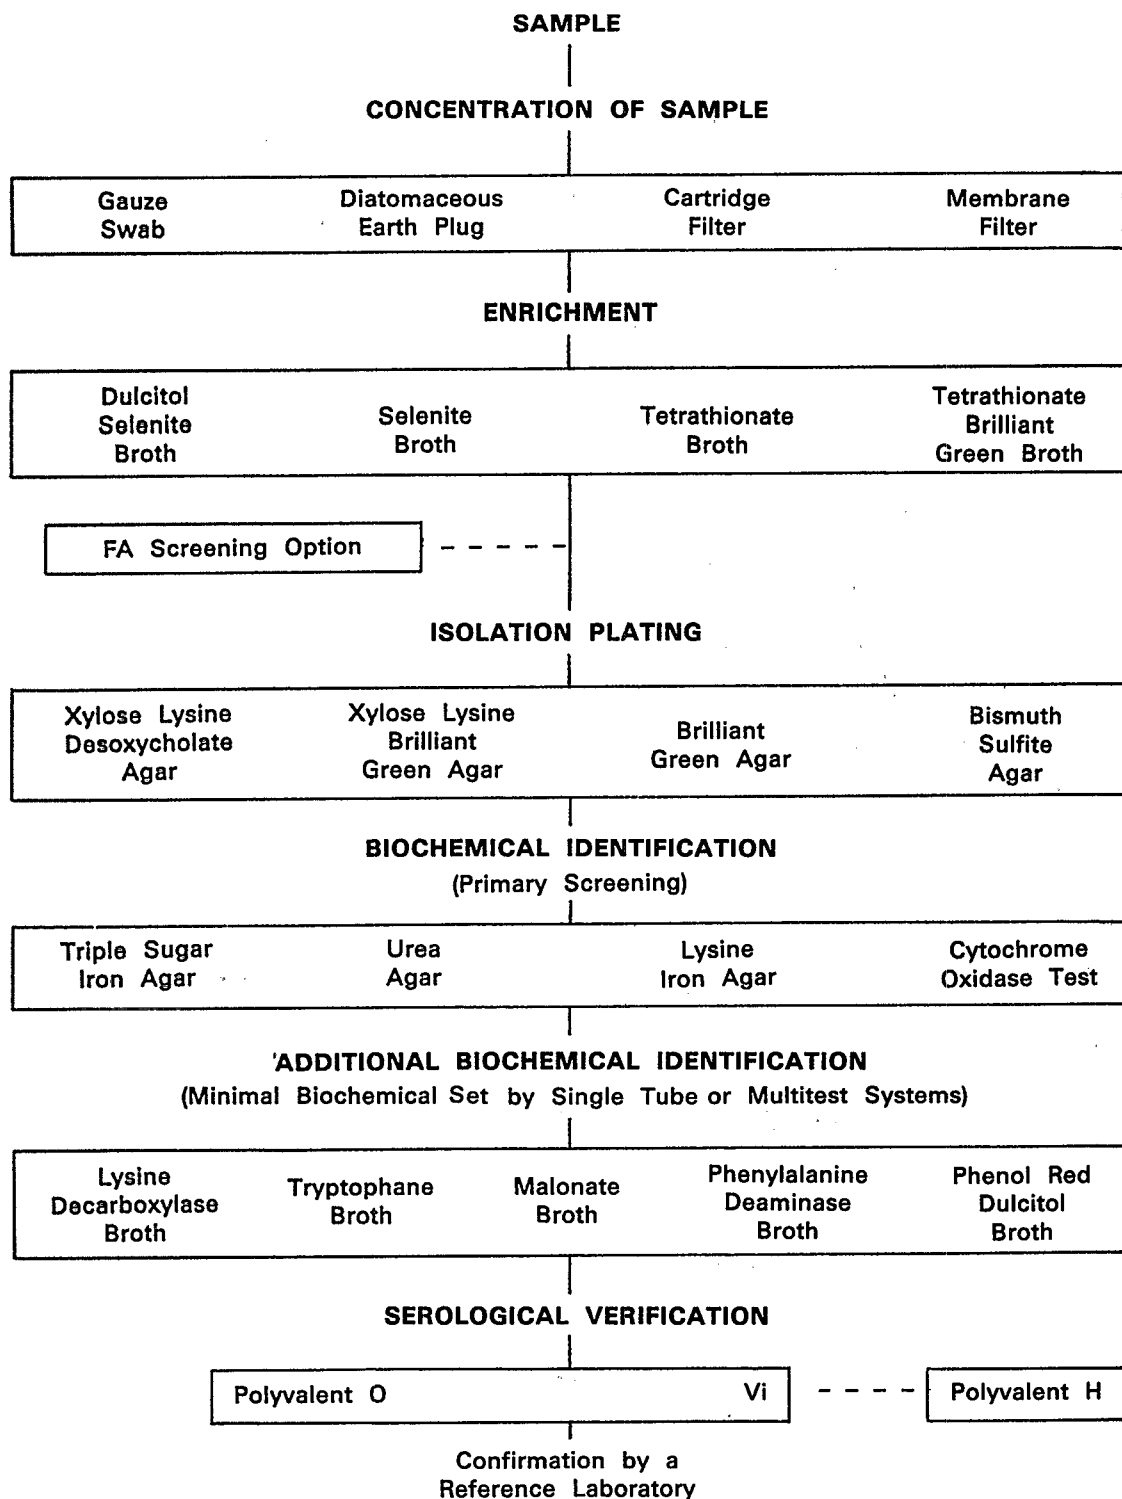 SAMPLE
CONCENTRATION OF SAMPLE
Gauze
Swab
Diatomaceous
Earth Plug
Cartridge
Filter
Membrane
Filter
ENRICHMENT
Dulcitol
Selenite
Broth
Selenite
Broth
Tetrathionate
Broth
Tetrathionate
Brilliant
Green Broth
FA Screening Option
ISOLATION PLATING
Xylose Lysine
Desoxycholate
Agar
Xylose Lysine
Brilliant
Green Agar
Brilliant
Green Agar
Bismuth
Sulfite
Agar
BIOCHEMICAL IDENTIFICATION
(Primary Screening)
Triple Sugar
Iron Agar
Urea
Agar
Lysine
Iron Agar
Cytochrome
Oxidase Test
ADDITIONAL BIOCHEMICAL IDENTIFICATION
(Minimal Biochemical Set by Single Tube or Multitest Systems)
Lysine
Decarboxylase
Broth
Tryptophane
Broth
Malonate
Broth
Phenylalanine
Deaminase
Broth
Phenol Red
Dulcitol
Broth
SEROLOGICAL VERIFICATION
Polyvalent O
Vi
Polyvalent H
Confirmation by a
Reference Laboratory